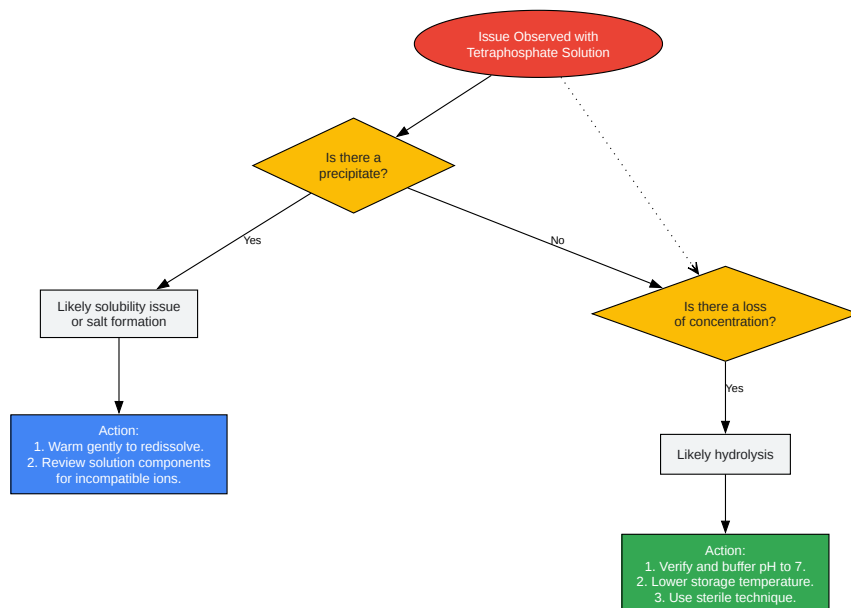 Issue Observed with
Tetraphosphate Solution
Is there a
precipitate?
Yes
No
Likely solubility issue
or salt formation
Is there a loss
of concentration?
Action:
1. Warm gently to redissolve.
2. Review solution components
for incompatible ions.
Yes
Likely hydrolysis
Action:
1. Verify and buffer pH to 7.
2. Lower storage temperature.
3. Use sterile technique.